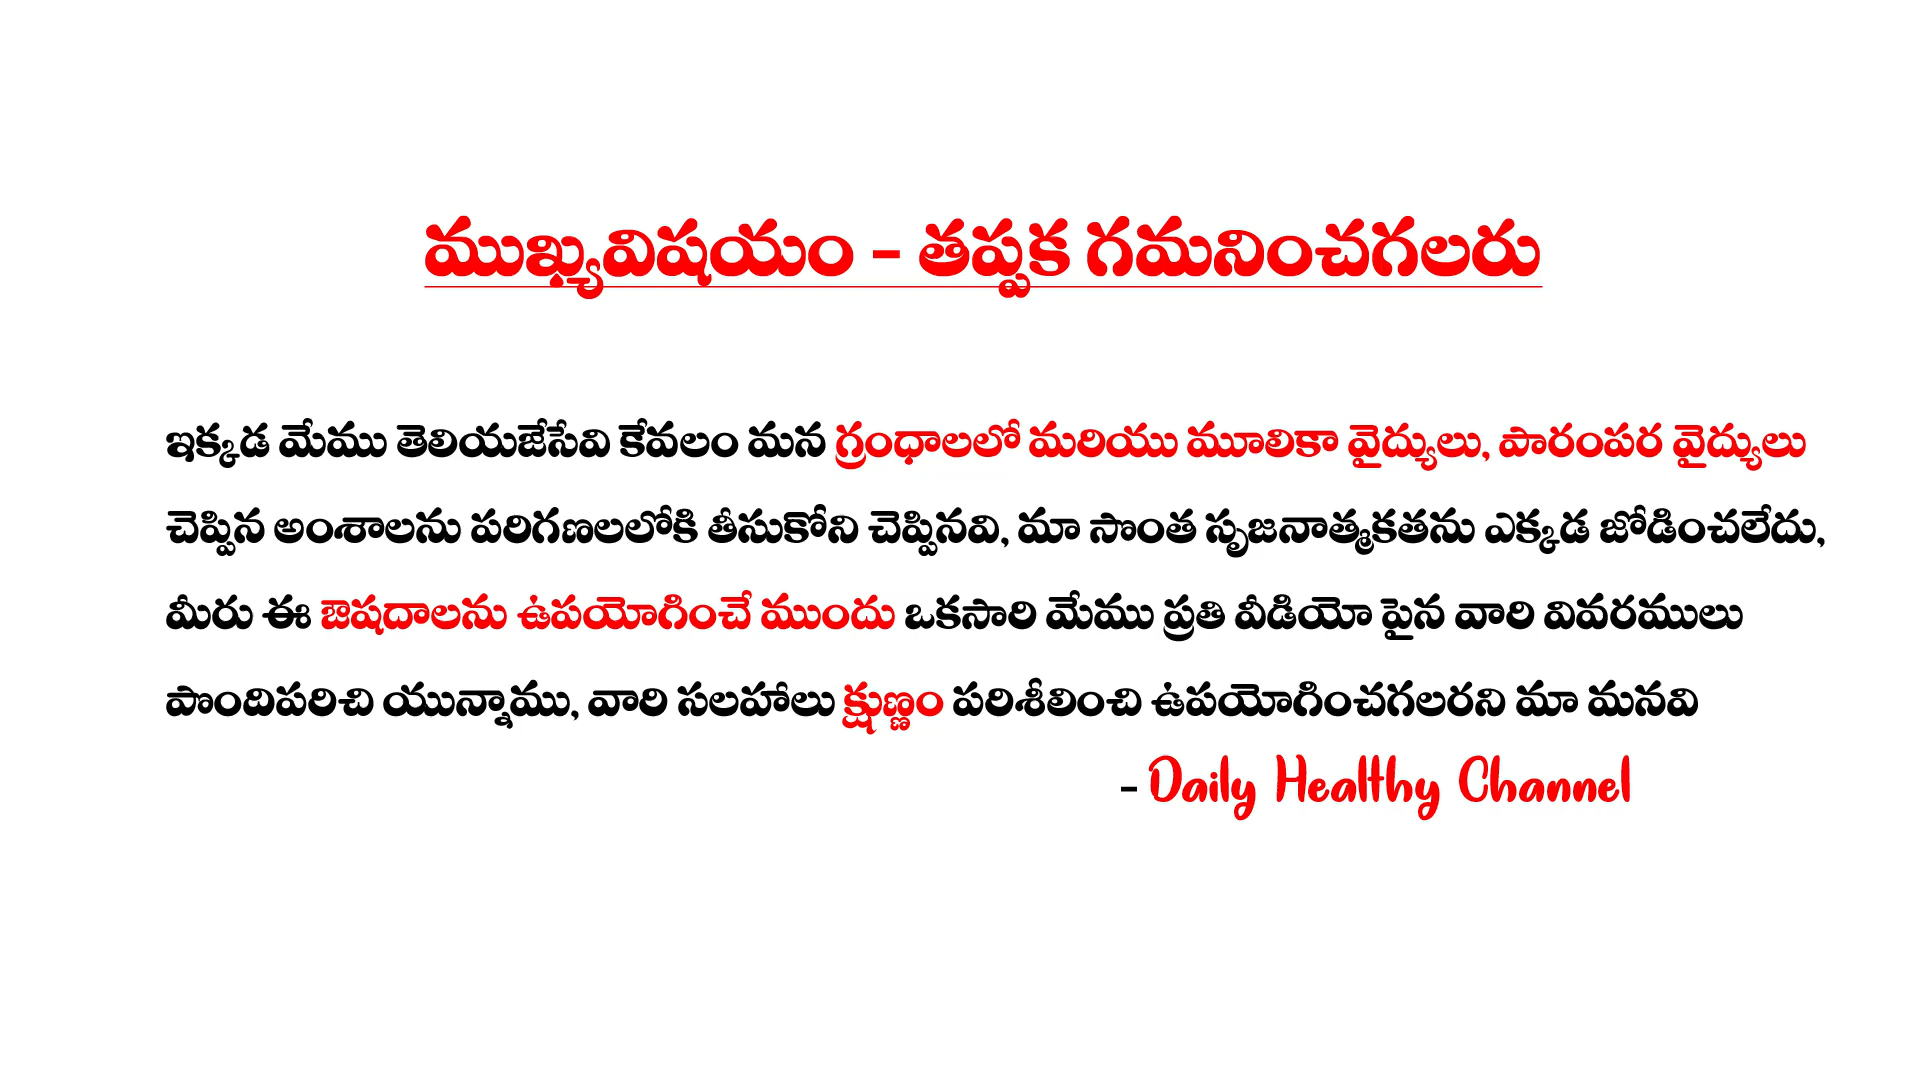 ముఖ్యవిషయం - తప్పక గమనించగలరు
ఇక్కడ మేము తెలియజేసేవి కేవలం మన గ్రంధాలలో మరియు మూలికా వైద్యులు, పారంపర వైద్యులు
చెప్పిన అంశాలను పరిగణలలోకి తీసుకోని చెప్పినవి, మా సొంత సృజనాత్మకతను ఎక్కడ జోడించలేదు,
మీరు ఈ ఔషదాలను ఉపయోగించే ముందు ఒకసారి మేము ప్రతి వీడియో పైన వారి వివరములు
పొందిపరిచి యున్నాము, వారి సలహాలు క్షుణ్ణం పరిశీలించి ఉపయోగించగలరని మా మనవి
- Daily Healthy Channel